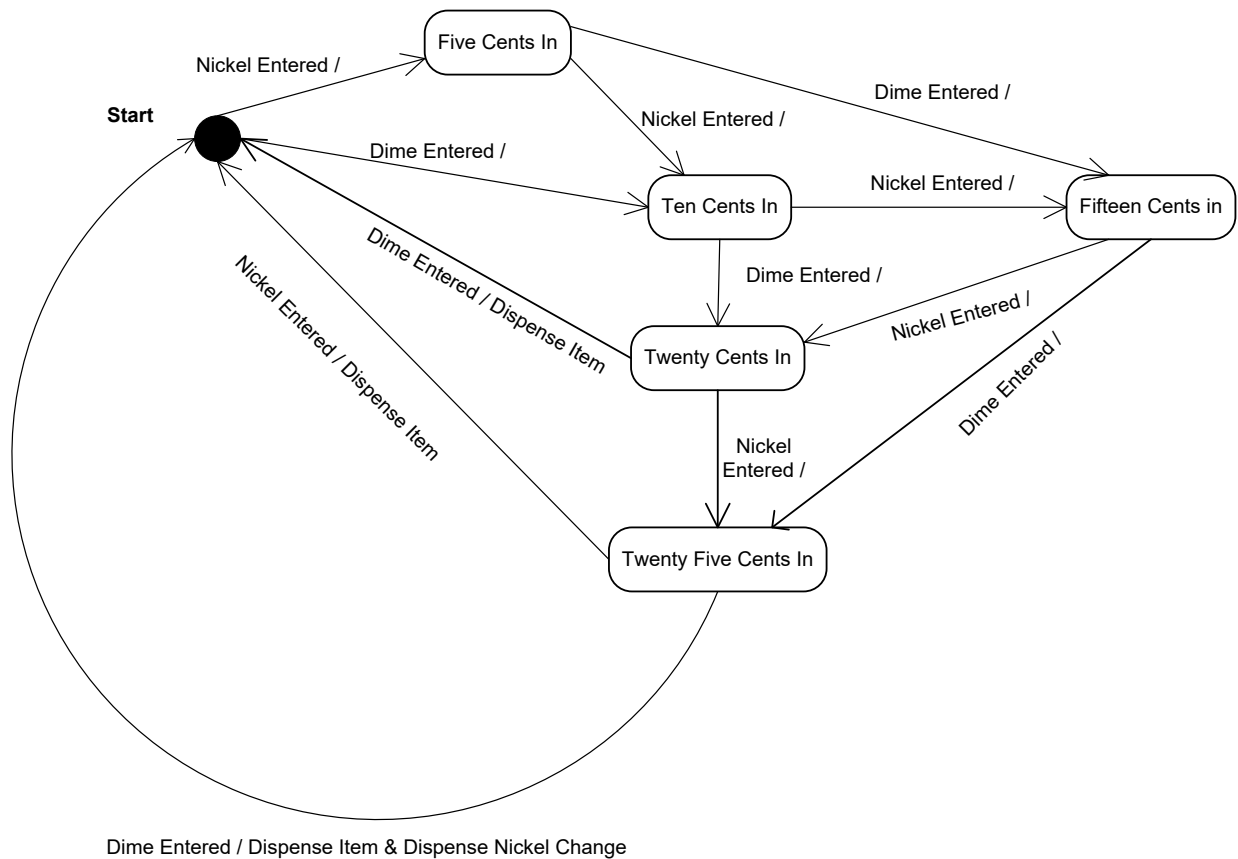 Five Cents In
Nickel Entered /
Dime Entered /
Start
Nickel Entered /
Dime Entered /
Nickel Entered /
Ten Cents In
Fifteen Cents in
Dime Entered / Dispense Item
Dime Entered /
Nickel Entered / Dispense Item
Nickel Entered /
Twenty Cents In
Dime Entered /
Nickel
Entered /
Twenty Five Cents In
Dime Entered / Dispense Item & Dispense Nickel Change